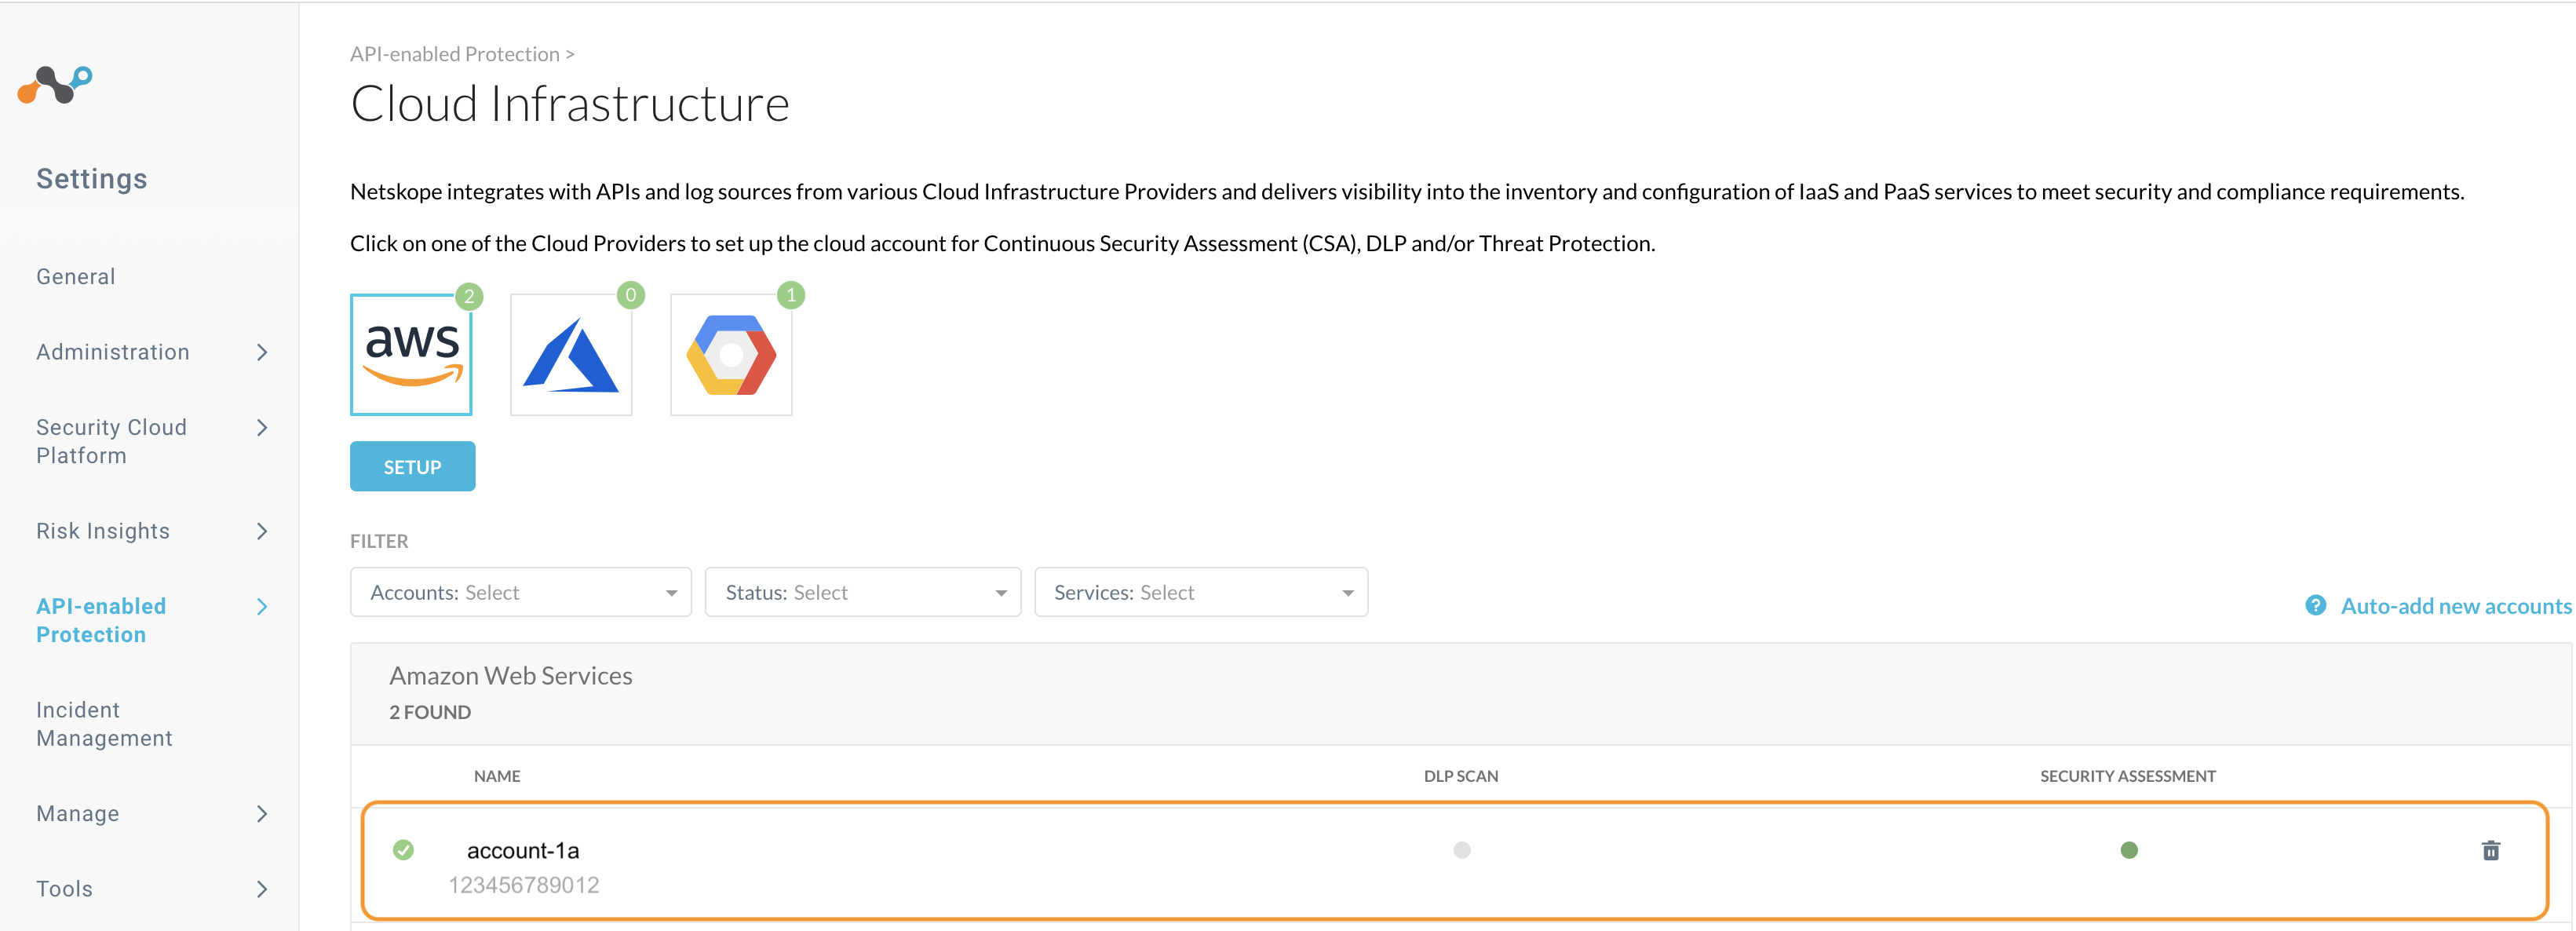 Settings
General
Administration
Security Cloud
Platform
Risk Insights
API-enabled
Protection
Incident
Management
Manage
Tools
API-enabled Protection >
Cloud Infrastructure
Netskope integrates with APIs and log sources from various Cloud Infrastructure Providers and delivers visibility into the inventory and configuration of IaaS and PaaS services to meet security and compliance requirements.
Click on one of the Cloud Providers to set up the cloud account for Continuous Security Assessment (CSA), DLP and/or Threat Protection.
2
0
1
aws
SETUP
FILTER
Accounts: Select
Status: Select
Services: Select
? Auto-add new accounts
Amazon Web Services
2 FOUND
NAME
DLP SCAN
SECURITY ASSESSMENT
account-1a
123456789012